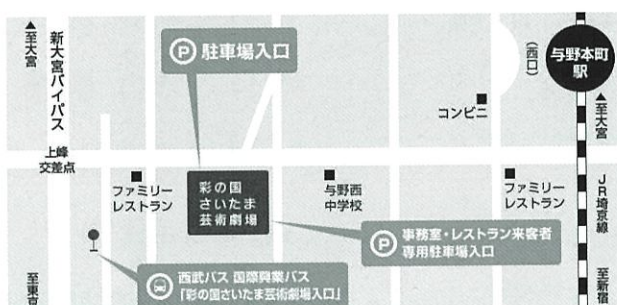 ▲至大宮
新大宮バイパス
上峰
交差点
至東京
Ⓟ 駐車場入口
ファミリー
レストラン
彩の国
さいたま
芸術劇場
与野西
中学校
コンビニ
(西口)
与野本町
駅
▲至大宮
ファミリー
レストラン
JR埼京線
至新宿
Ⓟ 事務室・レストラン来客者
専用駐車場入口
西武バス 国際興業バス
「彩の国さいたま芸術劇場入口」